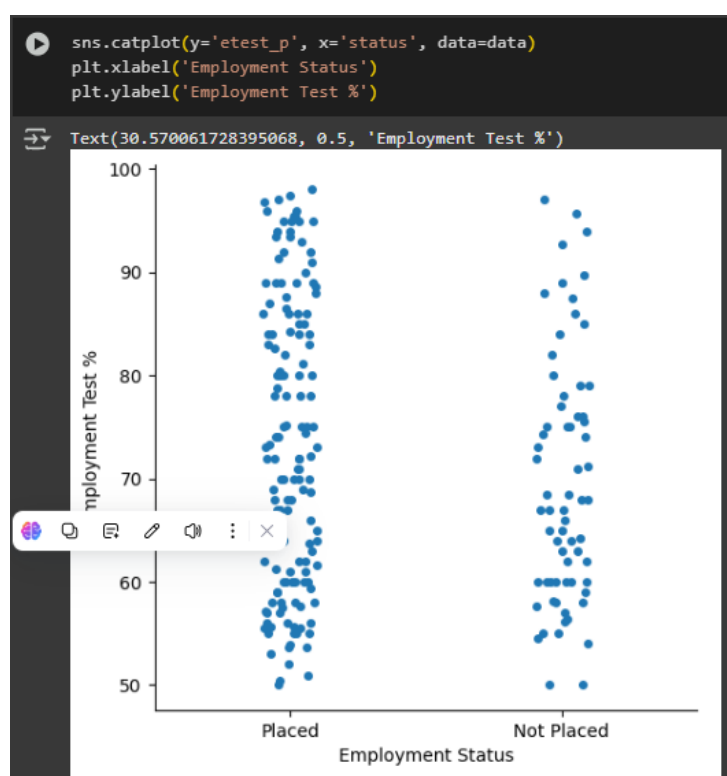 sns.catplot(y='etest_p', x='status', data=data)
plt.xlabel('Employment Status')
plt.ylabel('Employment Test %')
Text(30.570061728395068, 0.5, 'Employment Test %')
100
90
80
70
60
50
mployment Test %
Placed
Not Placed
Employment Status